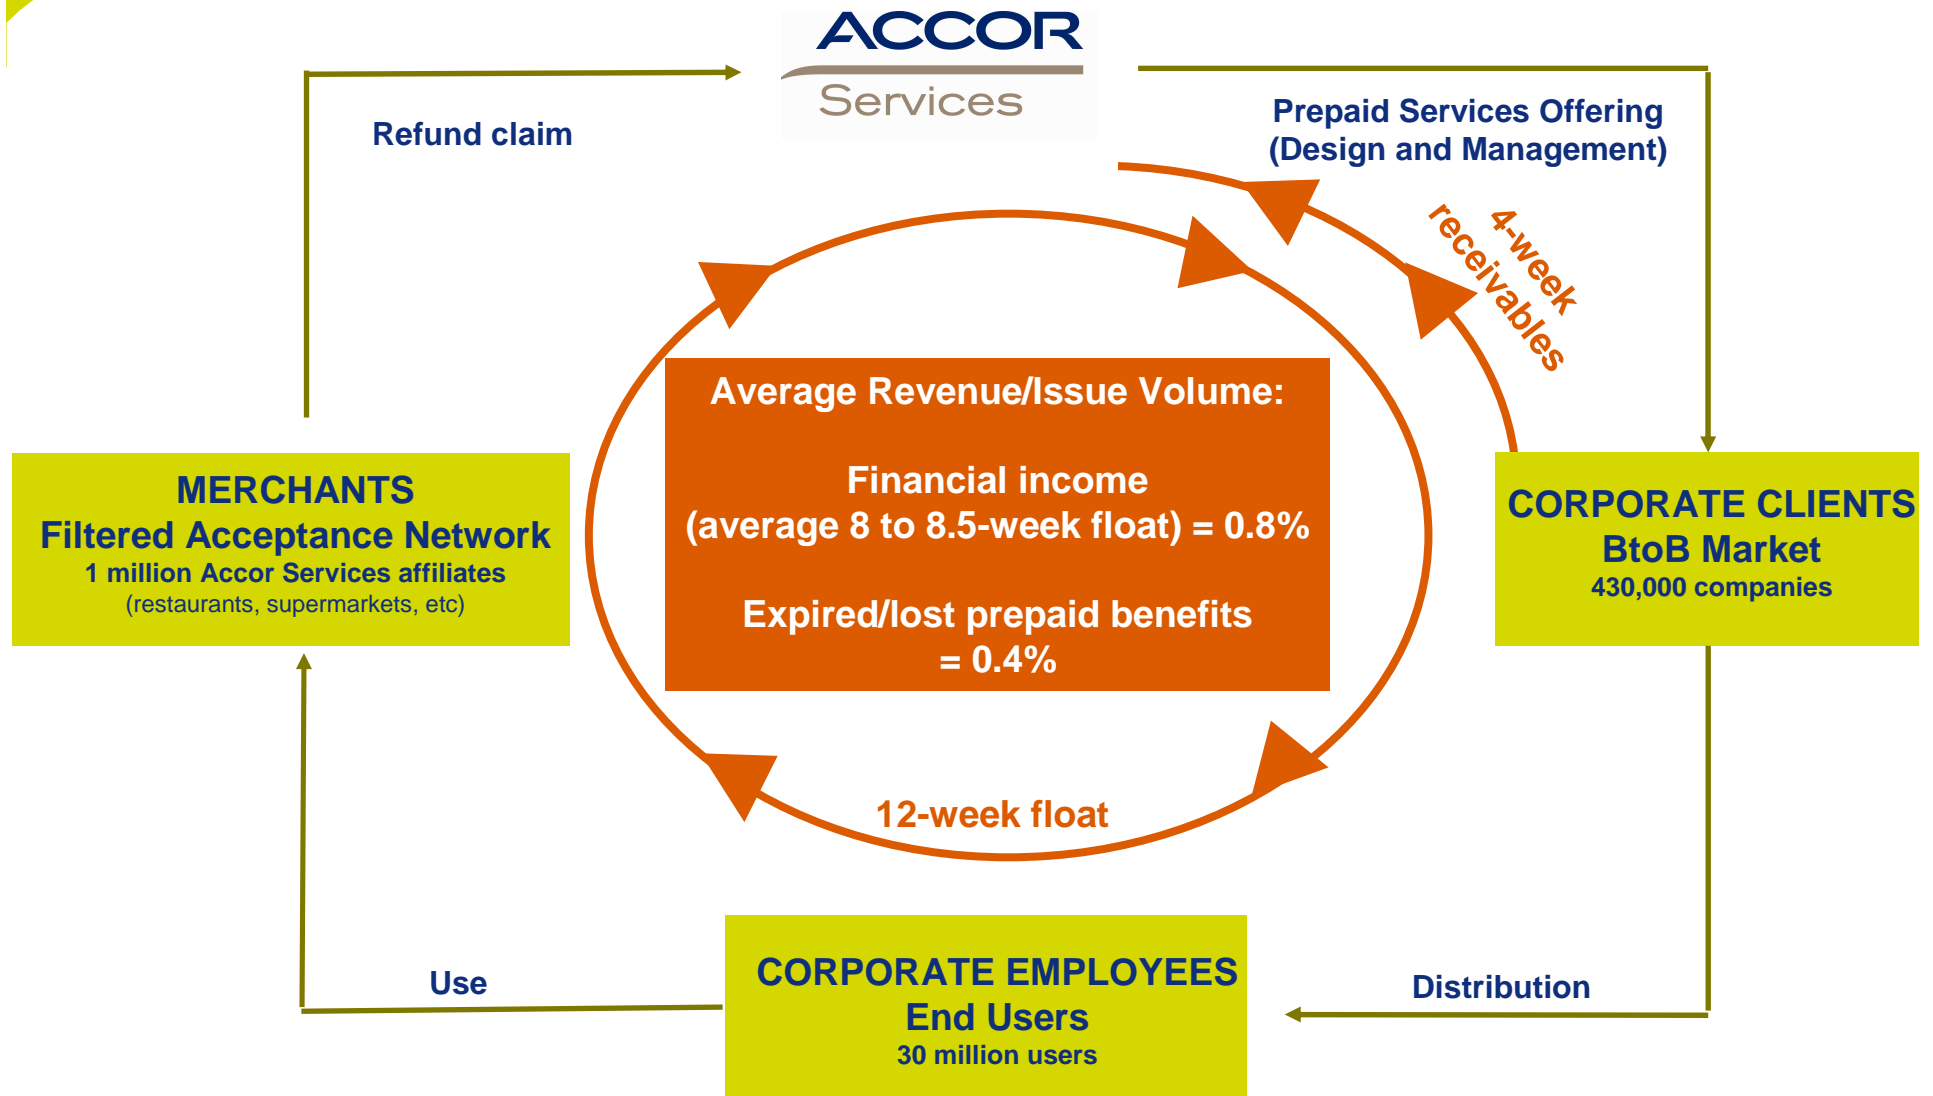 ACCOR
Services
Refund claim
Prepaid Services Offering
(Design and Management)
4-week
receivables
Average Revenue/Issue Volume:
Financial income
(average 8 to 8.5-week float) = 0.8%
Expired/lost prepaid benefits
= 0.4%
MERCHANTS
Filtered Acceptance Network
1 million Accor Services affiliates
(restaurants, supermarkets, etc)
CORPORATE CLIENTS
BtoB Market
430,000 companies
12-week float
CORPORATE EMPLOYEES
End Users
30 million users
Use
Distribution